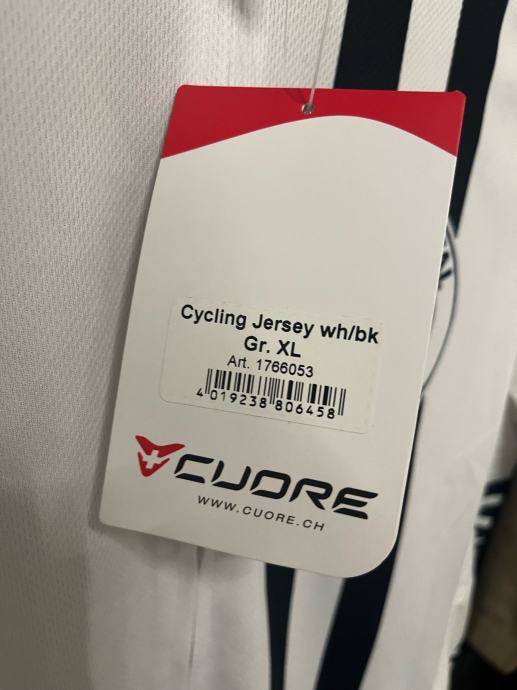 Cycling Jersey wh/bk
Gr. XL
Art. 1766053
4 019238 806458
CUORE
WWW.CUORE.CH